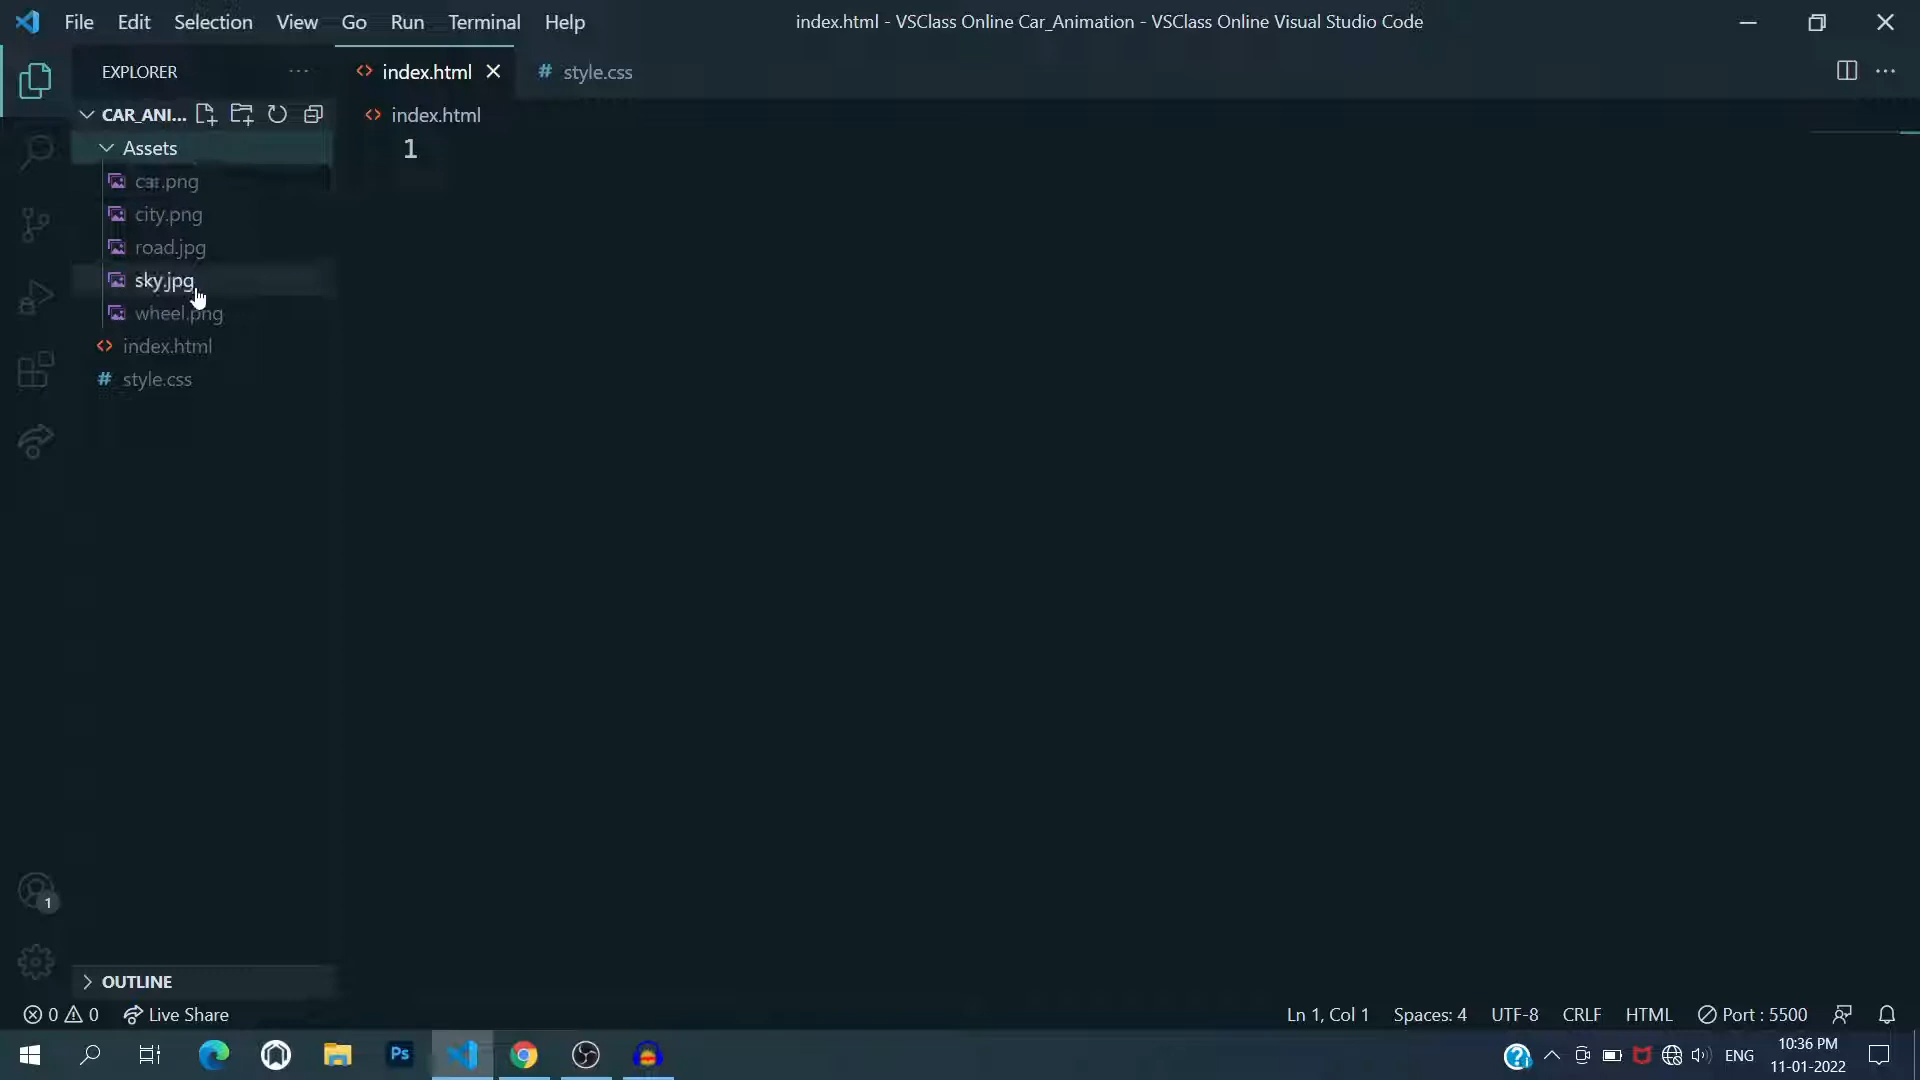 File Edit Selection View Go Run Terminal Help
index.html - VSClass Online Car_Animation - VSClass Online Visual Studio Code
EXPLORER
index.html
style.css
CAR_ANI...
index.html
Assets
1
car.png
city.png
road.jpg
sky.jpg
wheel.png
index.html
style.css
1
OUTLINE
0 0 Live Share
Ln 1, Col 1 Spaces: 4 UTF-8 CRLF HTML Port : 5500
Ps
ENG
10:36 PM
11-01-2022